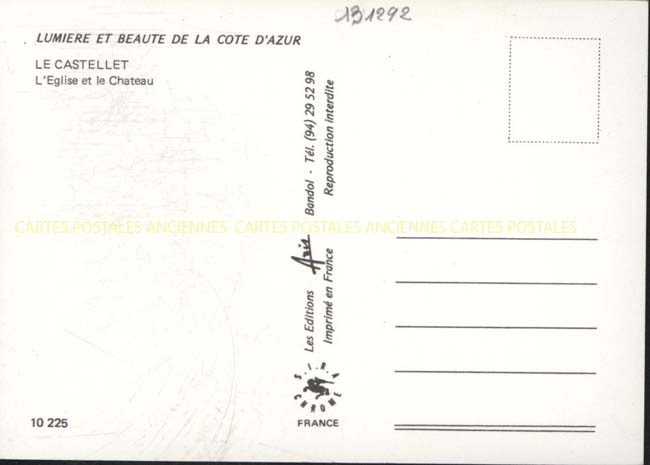 131292
LUMIERE ET BEAUTE DE LA COTE D'AZUR
LE CASTELLET
L'Eglise et le Chateau
Les Editions Aris Bandol - Tél. (94) 29 52 98
Imprimé en France Reproduction interdite
CARTES POSTALES ANCIENNES CARTES POSTALES ANCIENNES CARTES POSTALES ANCIENNES
S.I.R.A.
CHROME
FRANCE
10 225